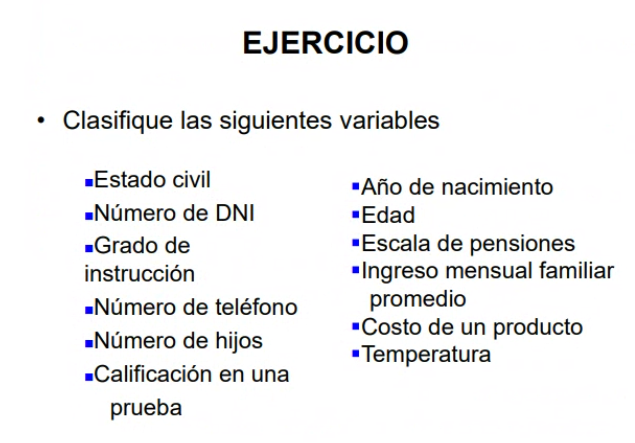 EJERCICIO
• Clasifique las siguientes variables
▪Estado civil
▪Número de DNI
▪Grado de
instrucción
▪Número de teléfono
▪Número de hijos
▪Calificación en una
prueba
▪Año de nacimiento
▪Edad
▪Escala de pensiones
▪Ingreso mensual familiar
promedio
▪Costo de un producto
▪Temperatura